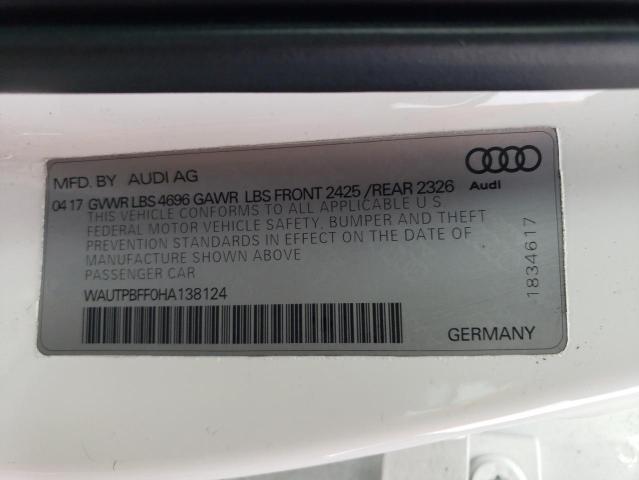 MFD. BY AUDI AG
Audi
04 17 GVWR LBS 4696 GAWR LBS FRONT 2425 / REAR 2326
THIS VEHICLE CONFORMS TO ALL APPLICABLE U S
FEDERAL MOTOR VEHICLE SAFETY, BUMPER AND THEFT
PREVENTION STANDARDS IN EFFECT ON THE DATE OF
MANUFACTURE SHOWN ABOVE
PASSENGER CAR
WAUTPBFF0HA138124
GERMANY
1834617